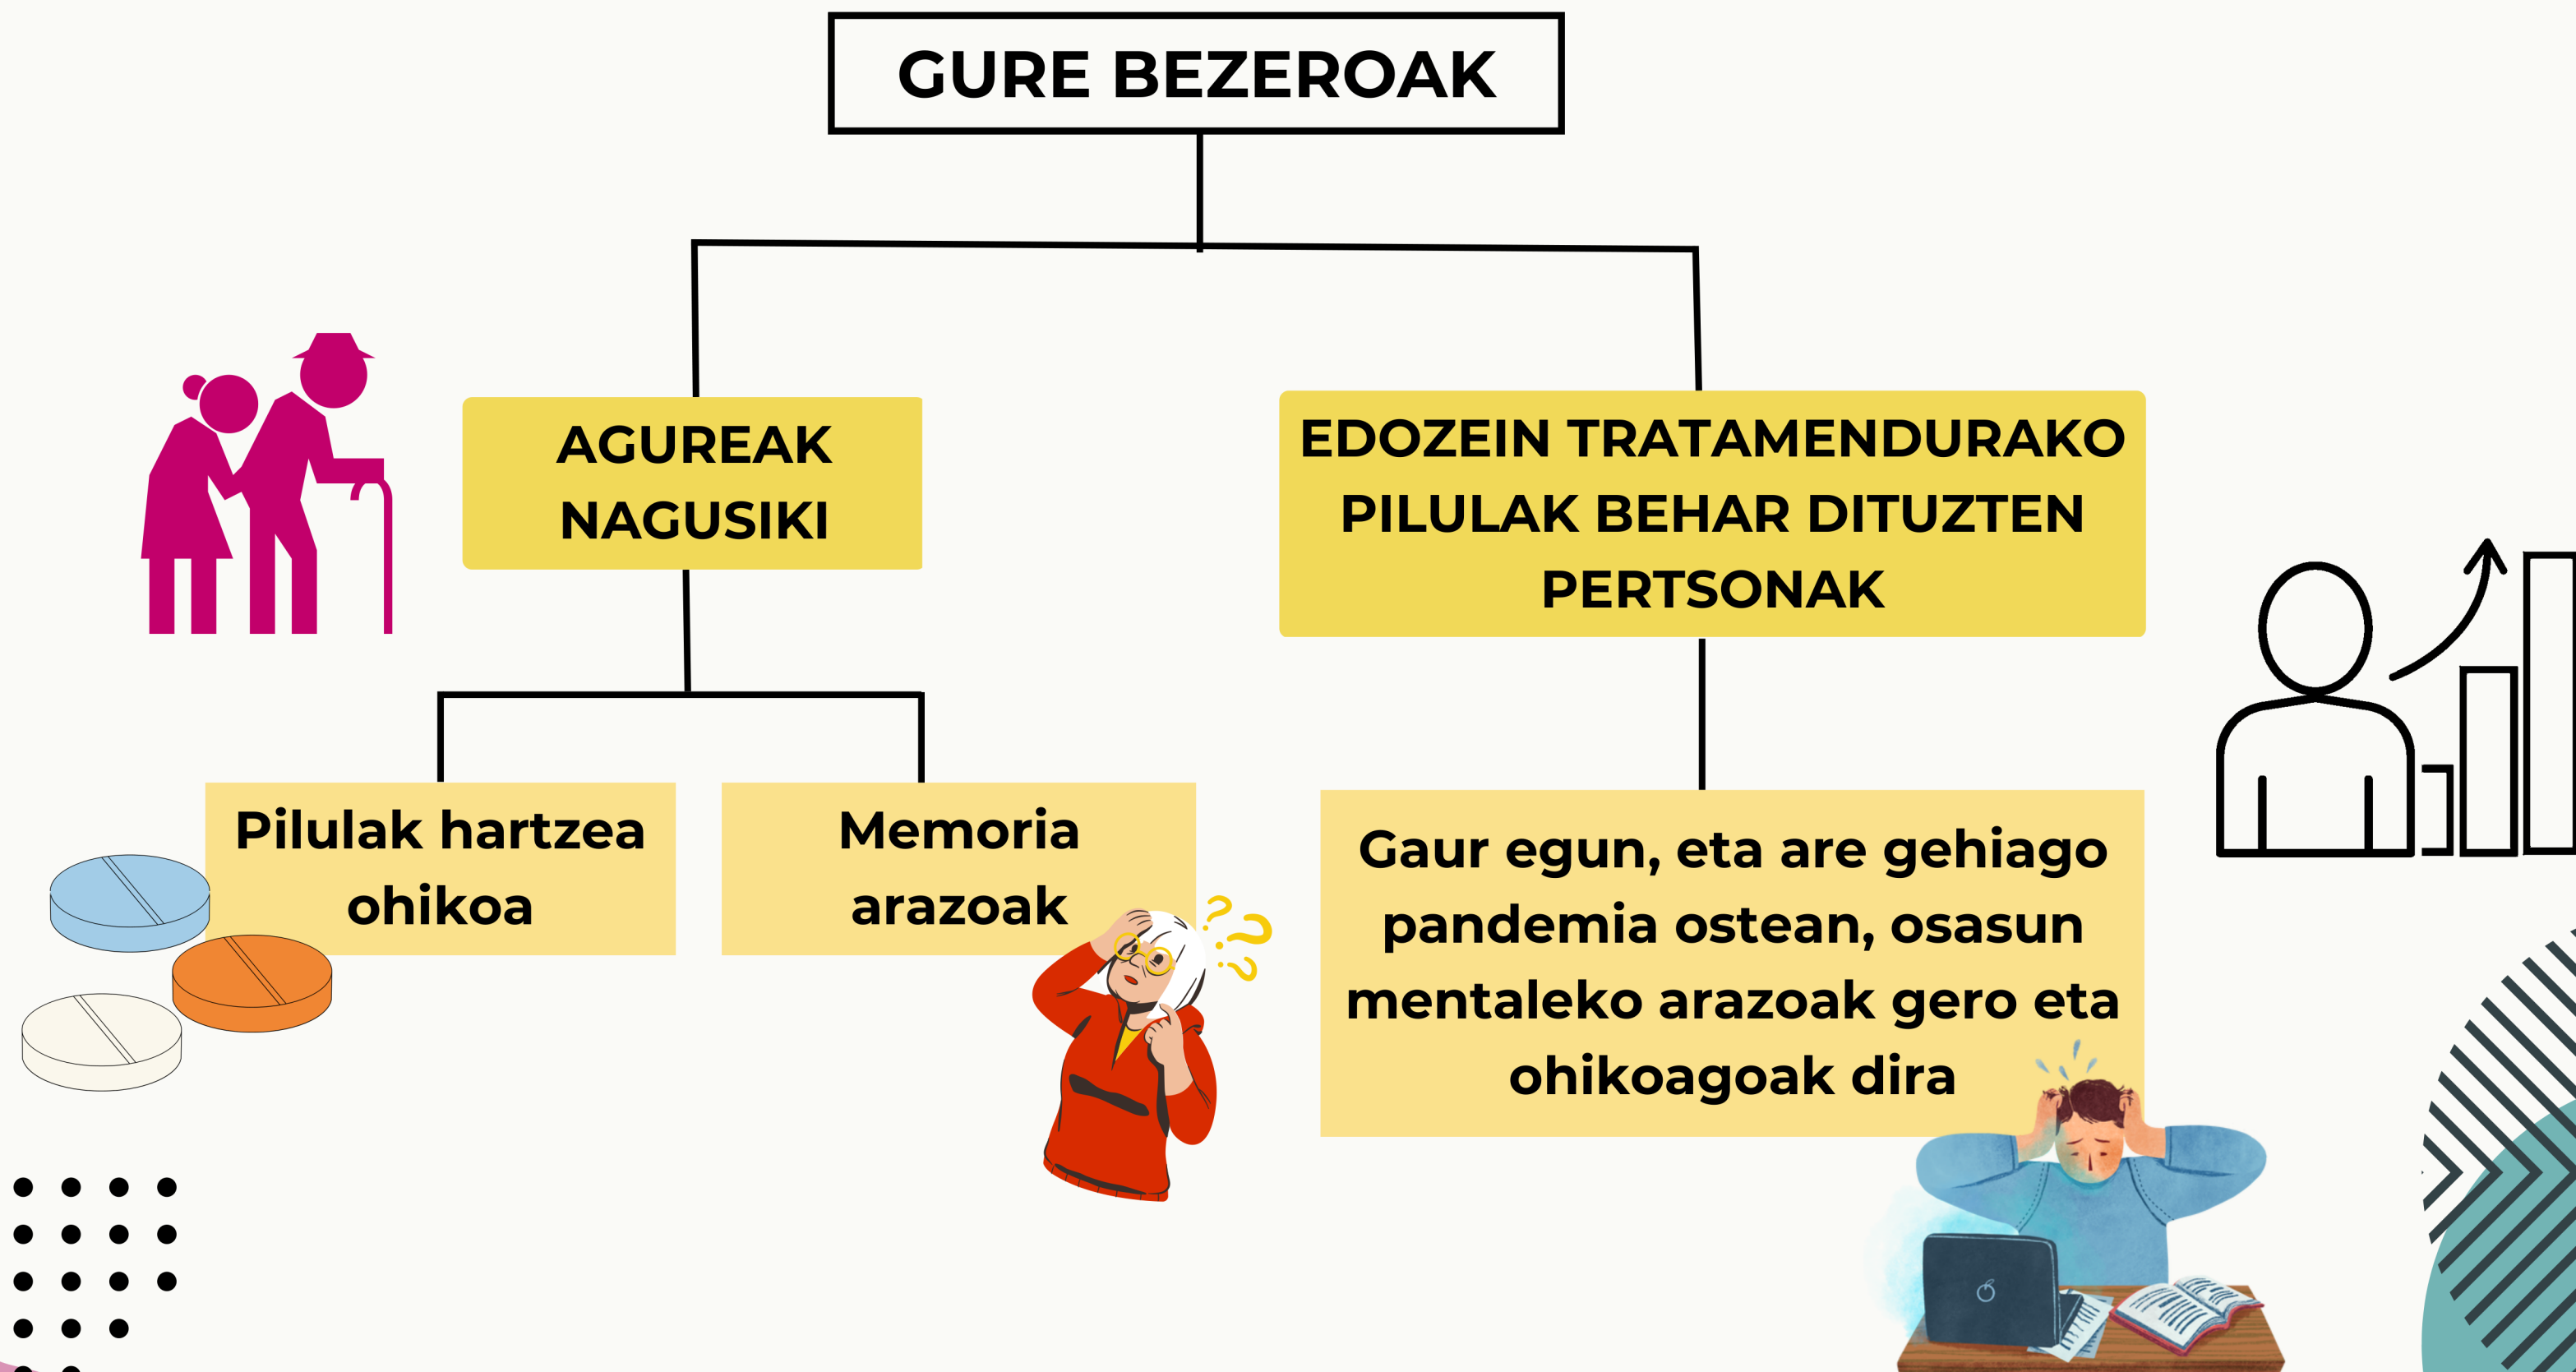 GURE BEZEROAK
AGUREAK
NAGUSIKI
EDOZEIN TRATAMENDURAKO
PILULAK BEHAR DITUZTEN
PERTSONAK
Pilulak hartzea
ohikoa
Memoria
arazoak
Gaur egun, eta are gehiago
pandemia ostean, osasun
mentaleko arazoak gero eta
ohikoagoak dira